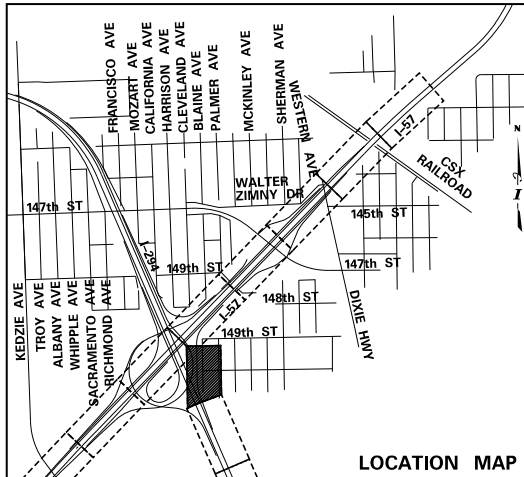 FRANCISCO AVE
MOZART AVE
CALIFORNIA AVE
HARRISON AVE
CLEVELAND AVE
BLAINE AVE
PALMER AVE
MCKINLEY AVE
SHERMAN AVE
WESTERN AVE
I-57
CSX
RAILROAD
N
WALTER
ZIMNY DR
147th ST
145th ST
I-294
149th ST
147th ST
148th ST
I-57
149th ST
DIXIE HWY
KEDZIE AVE
TROY AVE
ALBANY AVE
WHIPPLE AVE
SACRAMENTO AVE
RICHMOND AVE
LOCATION MAP